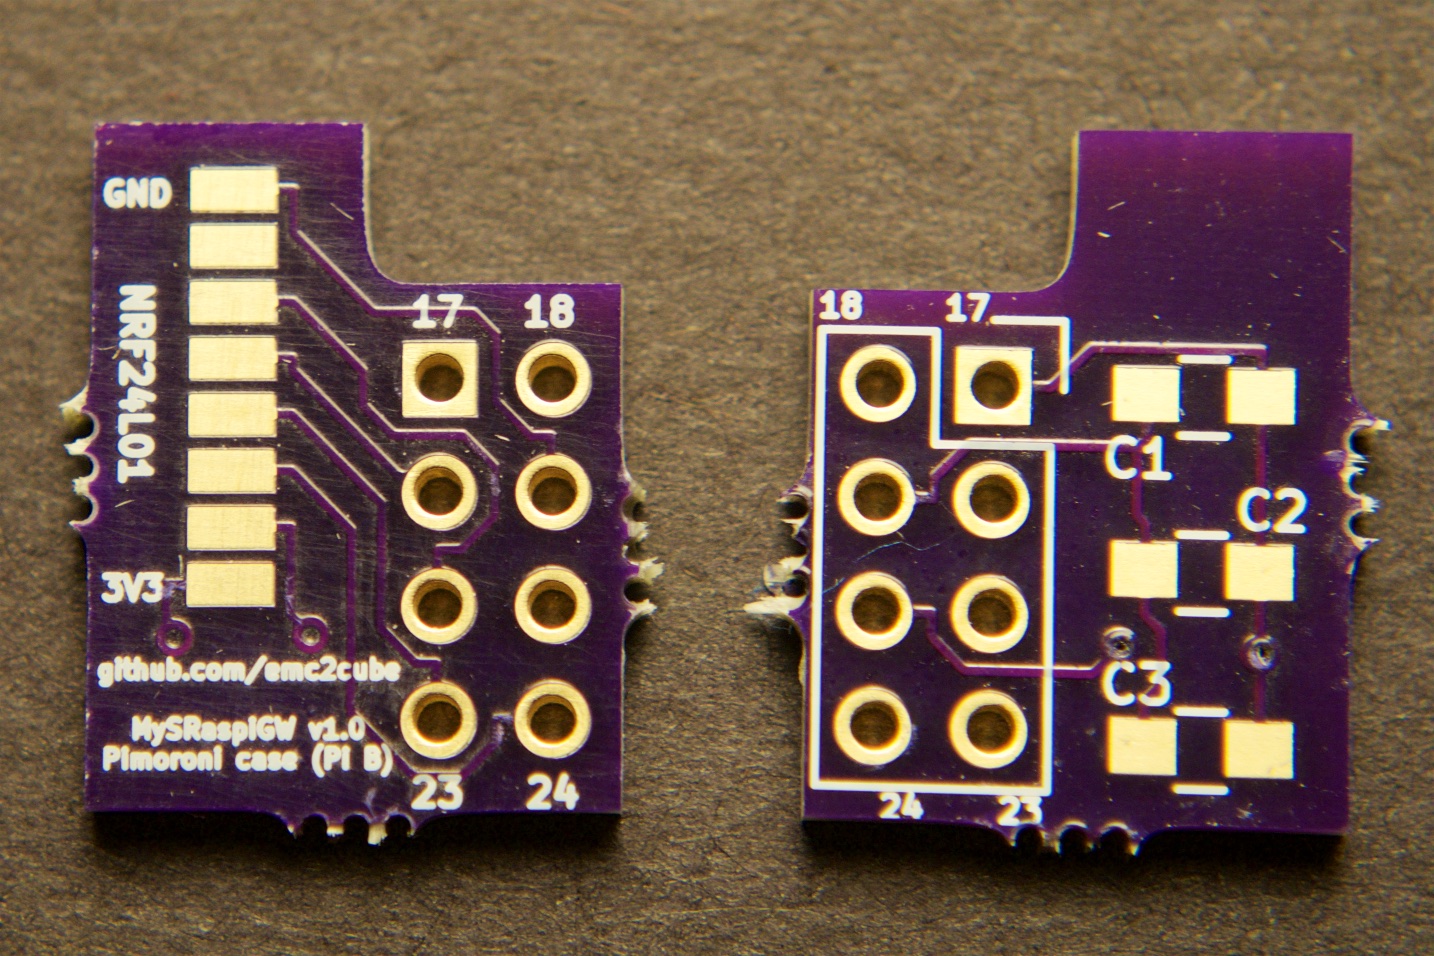 GND
17 18
NRF24L01
3V3
github.com/emc2cube
MySRaspiGW v1.0
Pimoroni case (Pi B)
23 24
18 17
C1
C2
C3
24 23